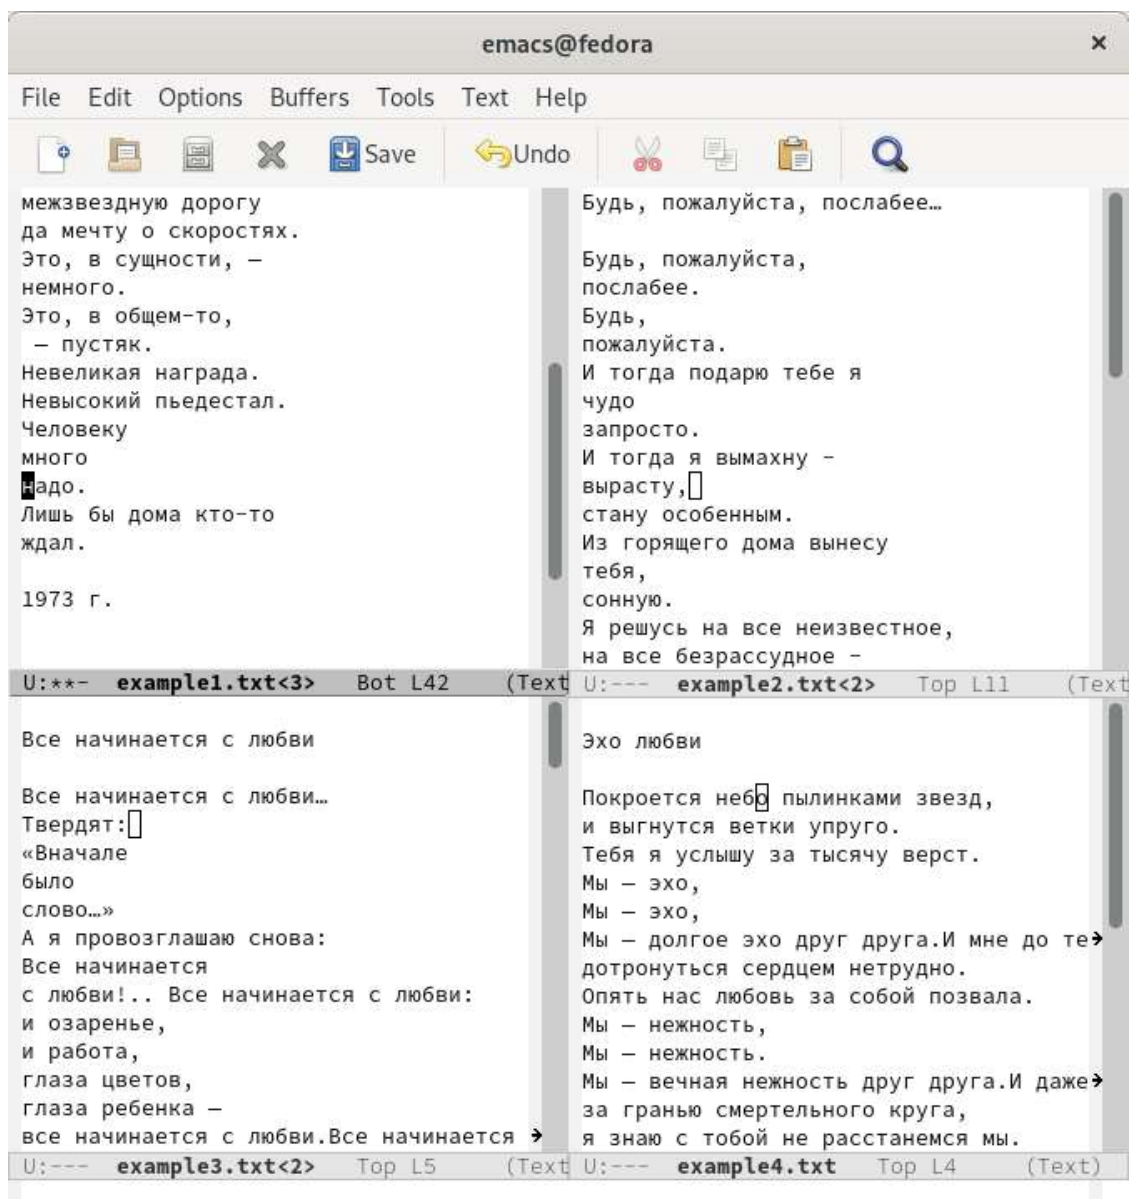 emacs@fedora
File Edit Options Buffers Tools Text Help
Save Undo
межзвездную дорогу
да мечту о скоростях.
Это, в сущности, —
немного.
Это, в общем-то,
— пустяк.
Невеликая награда.
Невысокий пьедестал.
Человеку
много
надо.
Лишь бы дома кто-то
ждал.
1973 г.
U:**- example1.txt<3> Bot L42 (Text
Будь, пожалуйста, послабее…
Будь, пожалуйста,
послабее.
Будь,
пожалуйста.
И тогда подарю тебе я
чудо
запросто.
И тогда я вымахну -
вырасту,
стану особенным.
Из горящего дома вынесу
тебя,
сонную.
Я решусь на все неизвестное,
на все безрассудное -
U:--- example2.txt<2> Top L11 (Text
Все начинается с любви
Все начинается с любви…
Твердят:
«Вначале
было
слово…»
А я провозглашаю снова:
Все начинается
с любви!.. Все начинается с любви:
и озаренье,
и работа,
глаза цветов,
глаза ребенка —
все начинается с любви.Все начинается
U:--- example3.txt<2> Top L5 (Text
Эхо любви
Покроется небо пылинками звезд,
и выгнутся ветки упруго.
Тебя я услышу за тысячу верст.
Мы — эхо,
Мы — эхо,
Мы — долгое эхо друг друга.И мне до те
дотронуться сердцем нетрудно.
Опять нас любовь за собой позвала.
Мы — нежность,
Мы — нежность.
Мы — вечная нежность друг друга.И даже
за гранью смертельного круга,
я знаю с тобой не расстанемся мы.
U:--- example4.txt Top L4 (Text)